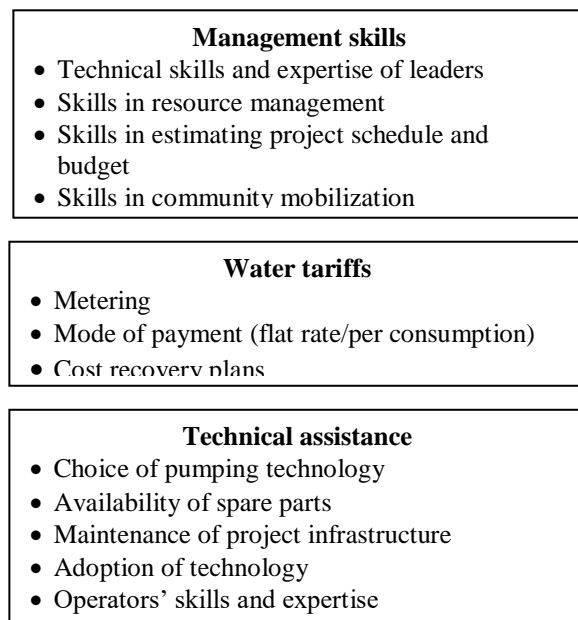 Management skills
• Technical skills and expertise of leaders
• Skills in resource management
• Skills in estimating project schedule and
budget
• Skills in community mobilization
Water tariffs
• Metering
• Mode of payment (flat rate/per consumption)
• Cost recovery plans
Technical assistance
• Choice of pumping technology
• Availability of spare parts
• Maintenance of project infrastructure
• Adoption of technology
• Operators’ skills and expertise